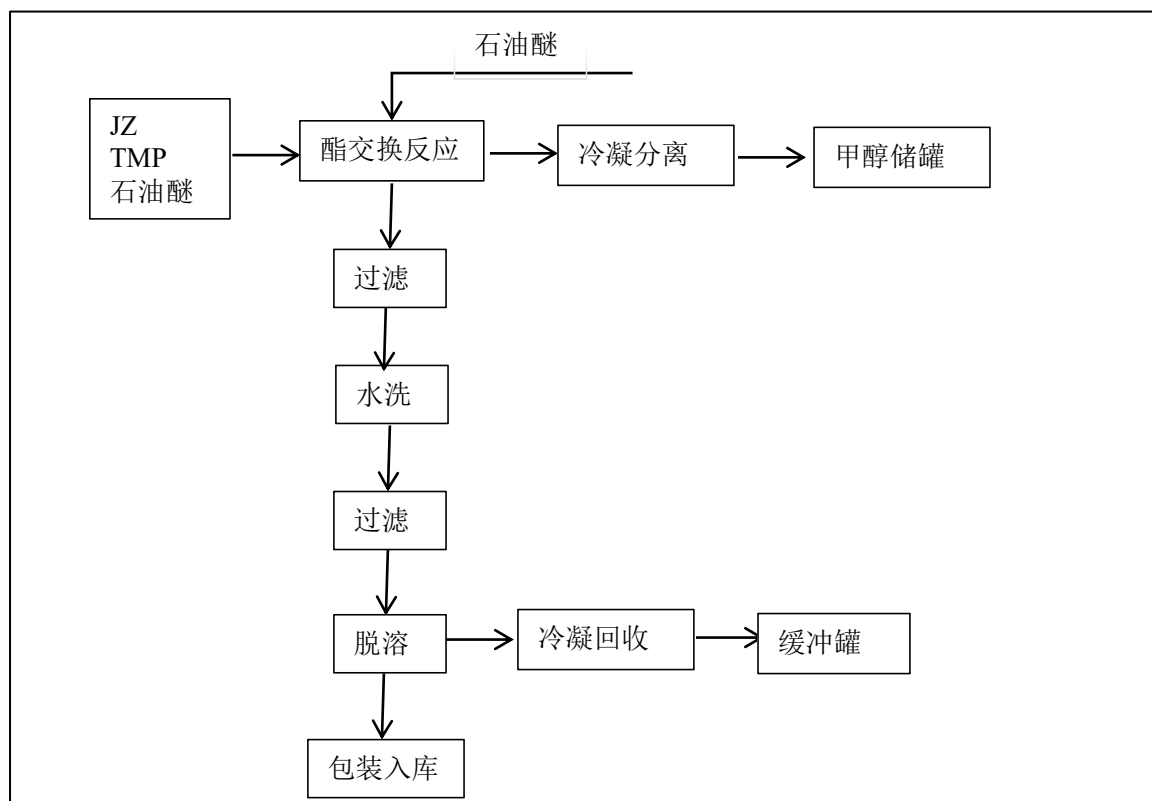 石油醚
JZ
TMP
石油醚
酯交换反应
冷凝分离
甲醇储罐
过滤
水洗
过滤
脱溶
冷凝回收
缓冲罐
包装入库